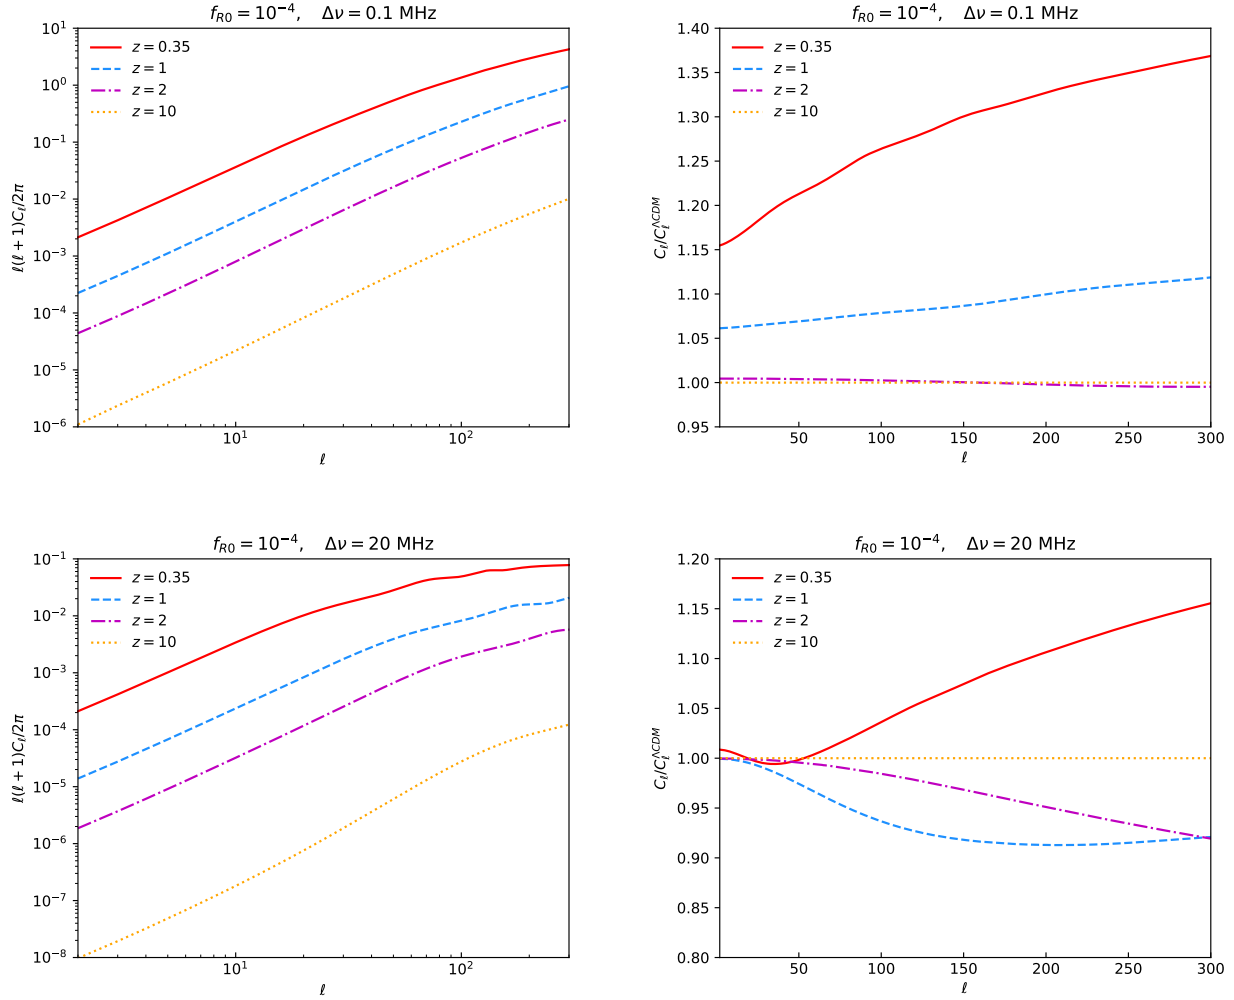 f_{R0} = 10^{-4},   Δν = 0.1 MHz
ℓ(ℓ+1)C_ℓ/2π
10^1
10^0
10^{-1}
10^{-2}
10^{-3}
10^{-4}
10^{-5}
10^{-6}
z = 0.35
z = 1
z = 2
z = 10
10^1 10^2
ℓ
f_{R0} = 10^{-4},   Δν = 0.1 MHz
C_ℓ/C_ℓ^{ΛCDM}
1.40
1.35
1.30
1.25
1.20
1.15
1.10
1.05
1.00
0.95
z = 0.35
z = 1
z = 2
z = 10
50 100 150 200 250 300
ℓ
f_{R0} = 10^{-4},   Δν = 20 MHz
ℓ(ℓ+1)C_ℓ/2π
10^{-1}
10^{-2}
10^{-3}
10^{-4}
10^{-5}
10^{-6}
10^{-7}
10^{-8}
z = 0.35
z = 1
z = 2
z = 10
10^1 10^2
ℓ
f_{R0} = 10^{-4},   Δν = 20 MHz
C_ℓ/C_ℓ^{ΛCDM}
1.20
1.15
1.10
1.05
1.00
0.95
0.90
0.85
0.80
z = 0.35
z = 1
z = 2
z = 10
50 100 150 200 250 300
ℓ